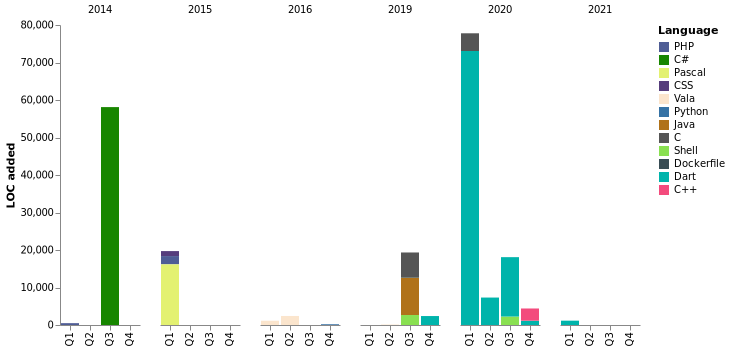 2014 2015 2016 2019 2020 2021
LOC added
80,000
70,000
60,000
50,000
40,000
30,000
20,000
10,000
0
Q1 Q2 Q3 Q4 Q1 Q2 Q3 Q4 Q1 Q2 Q3 Q4 Q1 Q2 Q3 Q4 Q1 Q2 Q3 Q4 Q1 Q2 Q3 Q4
Language
PHP
C#
Pascal
CSS
Vala
Python
Java
C
Shell
Dockerfile
Dart
C++